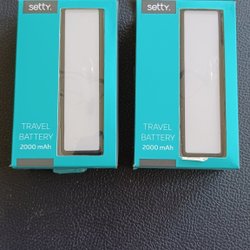 setty.
TRAVEL
BATTERY
2000 mAh
setty.
TRAVEL
BATTERY
2000 mAh